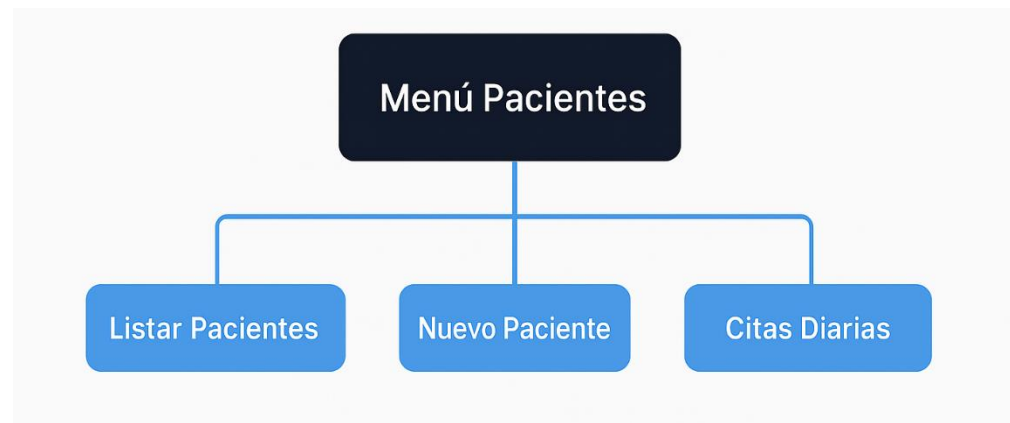 Menú Pacientes
Listar Pacientes
Nuevo Paciente
Citas Diarias